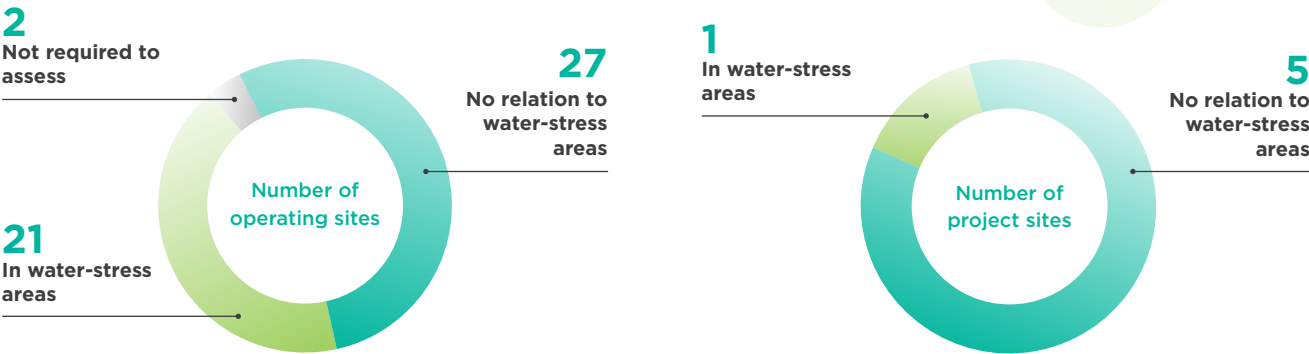 2
Not required to
assess
27
No relation to
water-stress
areas
Number of
operating sites
21
In water-stress
areas
1
In water-stress
areas
5
No relation to
water-stress
areas
Number of
project sites